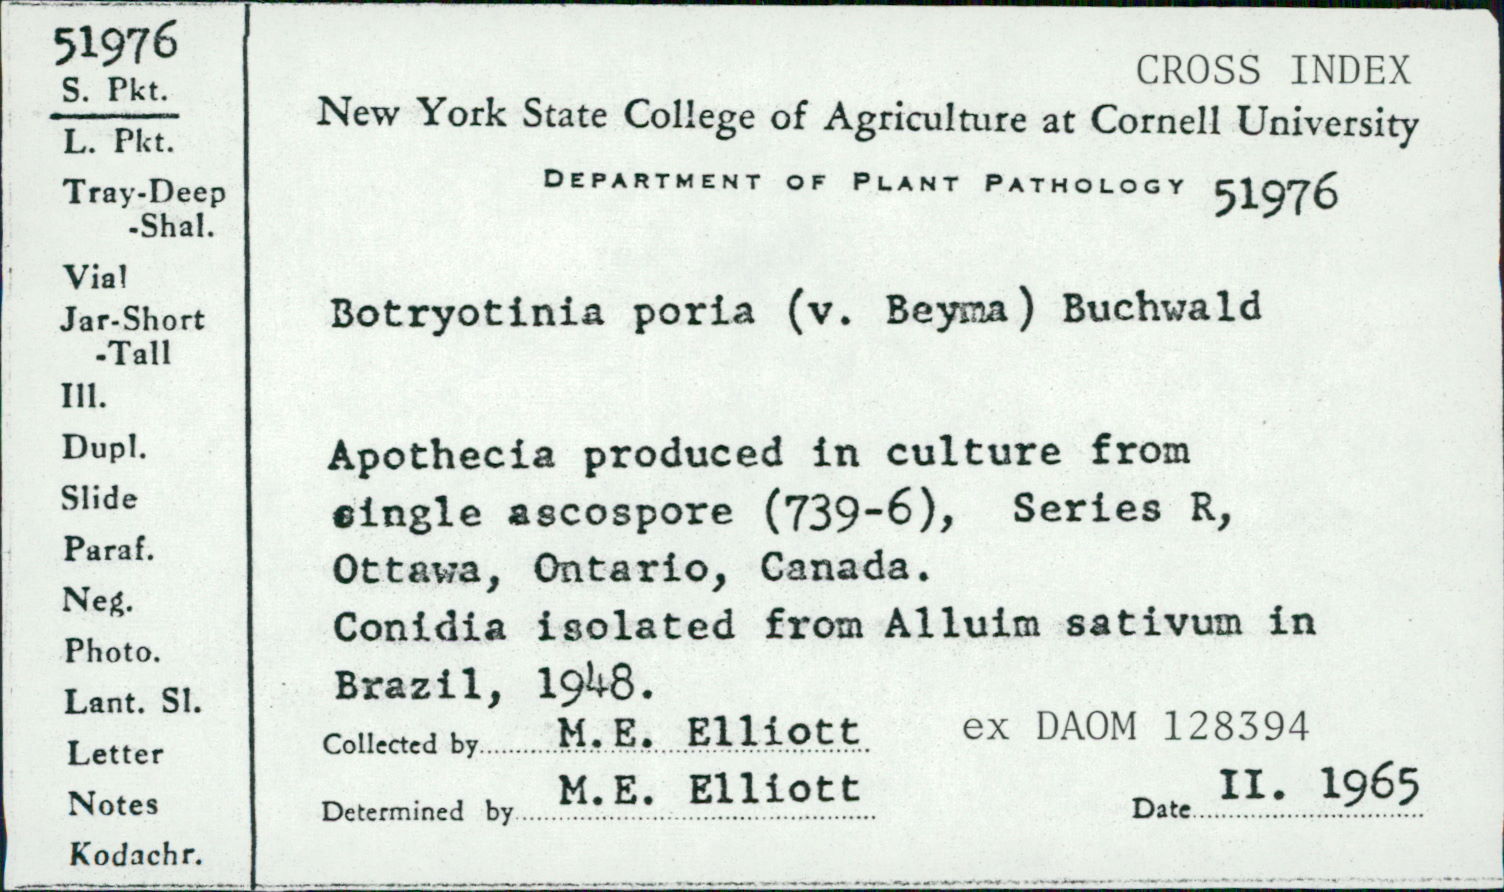 51976
S. Pkt.
L. Pkt.
Tray-Deep
-Shal.
Vial
Jar-Short
-Tall
Ill.
Dupl.
Slide
Paraf.
Neg.
Photo.
Lant. Sl.
Letter
Notes
Kodachr.
CROSS INDEX
New York State College of Agriculture at Cornell University
DEPARTMENT OF PLANT PATHOLOGY 51976
Botryotinia poria (v. Beyma) Buchwald
Apothecia produced in culture from
single ascospore (739-6), Series R,
Ottawa, Ontario, Canada.
Conidia isolated from Alluim sativum in
Brazil, 1948.
Collected by M.E. Elliott ex DAOM 128394
Determined by M.E. Elliott Date II. 1965